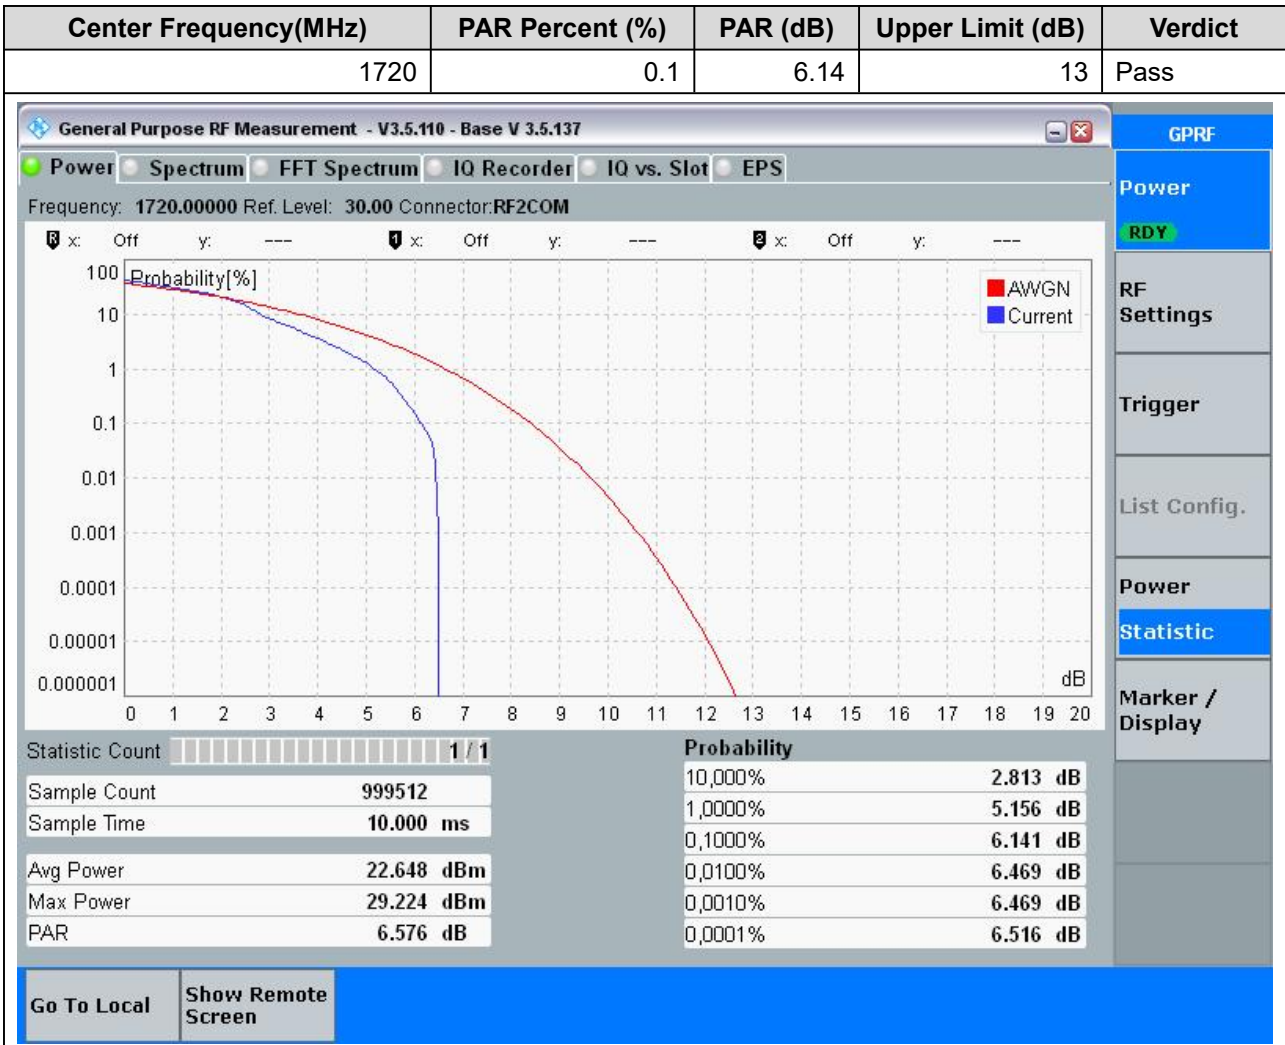 Center Frequency(MHz) PAR Percent (%) PAR (dB) Upper Limit (dB) Verdict
1720 0.1 6.14 13 Pass
General Purpose RF Measurement - V3.5.110 - Base V 3.5.137
GPRF
Power Spectrum FFT Spectrum IQ Recorder IQ vs. Slot EPS
Frequency: 1720.00000 Ref. Level: 30.00 Connector:RF2COM
R x: Off y: --- 1 x: Off y: --- 2 x: Off y: ---
Probability[%]
100
10
1
0.1
0.01
0.001
0.0001
0.00001
0.000001
AWGN
Current
dB
0 1 2 3 4 5 6 7 8 9 10 11 12 13 14 15 16 17 18 19 20
Statistic Count 1 / 1
Sample Count 999512
Sample Time 10.000 ms
Avg Power 22.648 dBm
Max Power 29.224 dBm
PAR 6.576 dB
Probability
10,000% 2.813 dB
1,0000% 5.156 dB
0,1000% 6.141 dB
0,0100% 6.469 dB
0,0010% 6.469 dB
0,0001% 6.516 dB
Power
RDY
RF
Settings
Trigger
List Config.
Power
Statistic
Marker /
Display
Go To Local
Show Remote
Screen